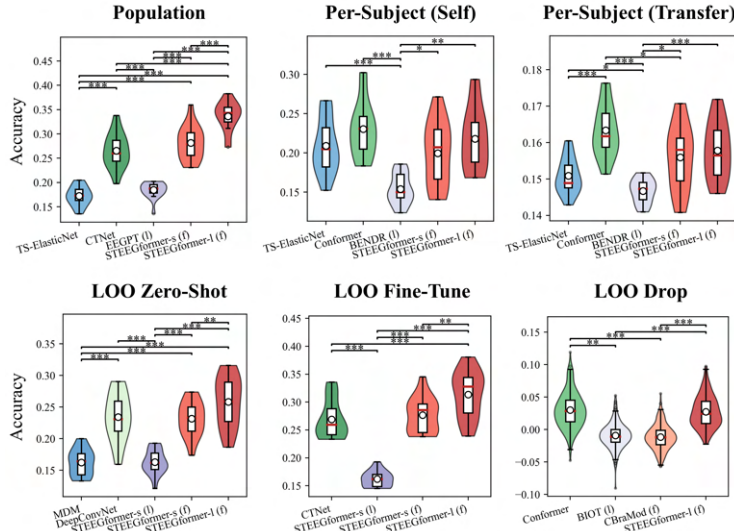 Population
Per-Subject (Self)
Per-Subject (Transfer)
***
***
***
***
***
***
***
Accuracy
0.35
0.30
0.25
0.20
0.15
TS-ElasticNet
CTNet
EEGPT (l)
STEEGformer-s (f)
STEEGformer-l (f)
**
***
*
***
0.30
0.25
0.20
0.15
TS-ElasticNet
Conformer
BENDR (l)
STEEGformer-s (f)
STEEGformer-l (f)
***
*
***
*
*
***
0.18
0.17
0.16
0.15
0.14
TS-ElasticNet
Conformer
BENDR (l)
STEEGformer-s (f)
STEEGformer-l (f)
LOO Zero-Shot
LOO Fine-Tune
LOO Drop
**
***
***
***
***
***
***
Accuracy
0.35
0.30
0.25
0.20
0.15
MDM
DeepConvNet
STEEGformer-s (l)
STEEGformer-s (f)
STEEGformer-l (f)
**
***
***
***
***
0.40
0.35
0.30
0.25
0.20
0.15
CTNet
STEEGformer-s (l)
STEEGformer-s (f)
STEEGformer-l (f)
***
***
***
**
0.15
0.10
0.05
0.00
−0.05
−0.10
Conformer
BIOT (l)
CBraMod (f)
STEEGformer-l (f)